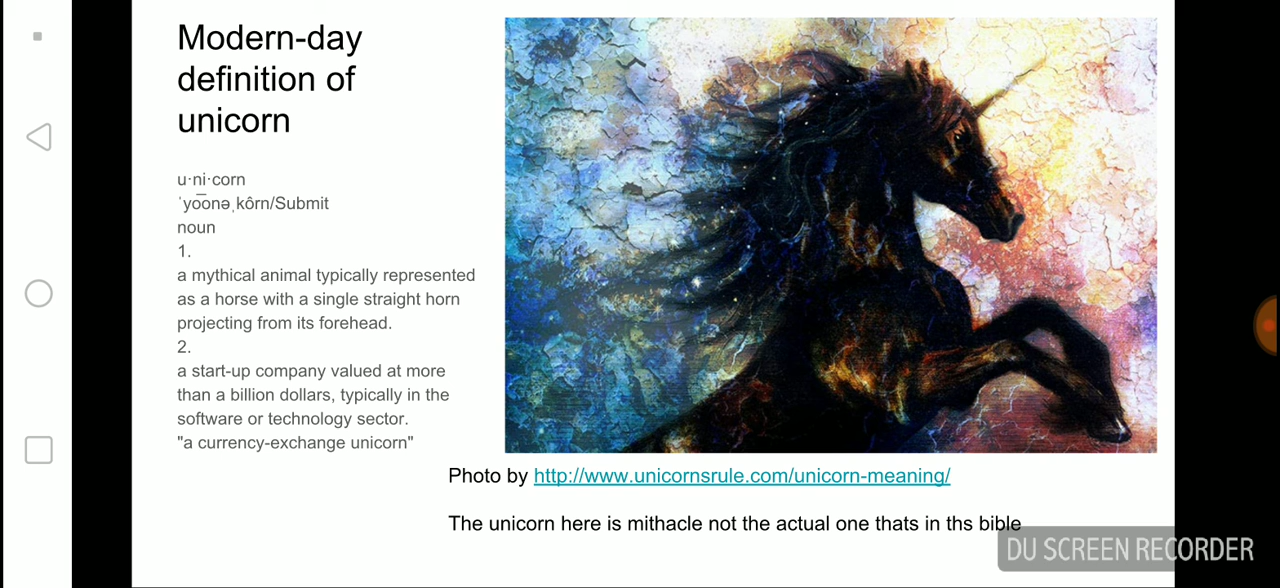 Modern-day
definition of
unicorn
u·ni·corn
ˈyo͞onəˌkôrn/Submit
noun
1.
a mythical animal typically represented
as a horse with a single straight horn
projecting from its forehead.
2.
a start-up company valued at more
than a billion dollars, typically in the
software or technology sector.
"a currency-exchange unicorn"
Photo by http://www.unicornsrule.com/unicorn-meaning/
The unicorn here is mithacle not the actual one thats in ths bible
DU SCREEN RECORDER